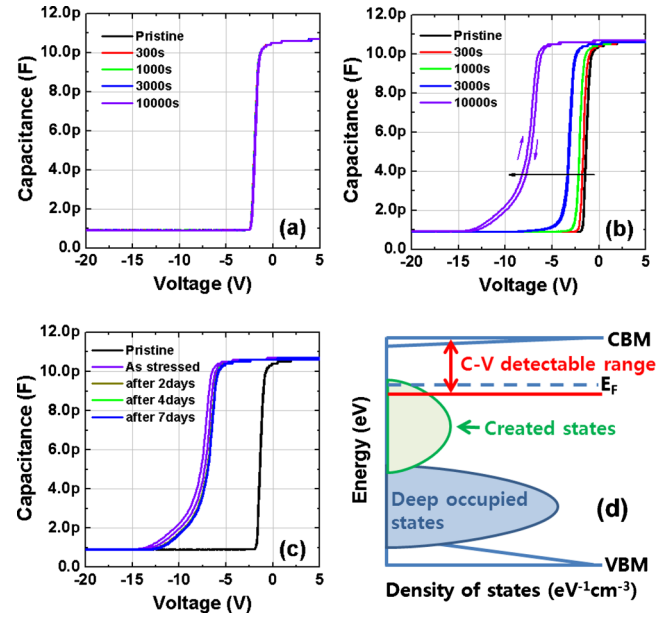 Capacitance (F)
12.0p
10.0p
8.0p
6.0p
4.0p
2.0p
0.0
Pristine
300s
1000s
3000s
10000s
(a)
-20 -15 -10 -5 0 5
Voltage (V)
Capacitance (F)
12.0p
10.0p
8.0p
6.0p
4.0p
2.0p
0.0
Pristine
300s
1000s
3000s
10000s
(b)
-20 -15 -10 -5 0 5
Voltage (V)
Capacitance (F)
12.0p
10.0p
8.0p
6.0p
4.0p
2.0p
0.0
Pristine
As stressed
after 2days
after 4days
after 7days
(c)
-20 -15 -10 -5 0 5
Voltage (V)
Energy (eV)
CBM
C-V detectable range
EF
Created states
Deep occupied
states
(d)
VBM
Density of states (eV⁻¹cm⁻³)